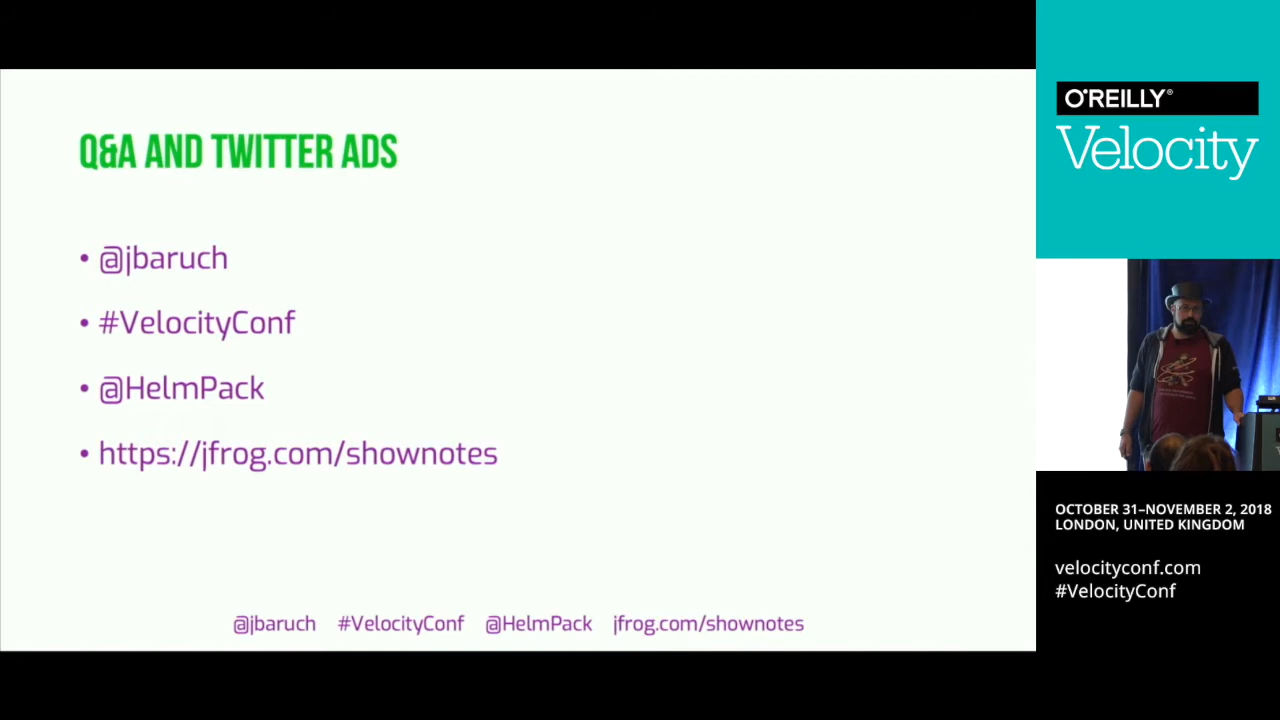 Q&A AND TWITTER ADS
• @jbaruch
• #VelocityConf
• @HelmPack
• https://jfrog.com/shownotes
@jbaruch #VelocityConf @HelmPack jfrog.com/shownotes
O'REILLY®
Velocity
OCTOBER 31–NOVEMBER 2, 2018
LONDON, UNITED KINGDOM
velocityconf.com
#VelocityConf